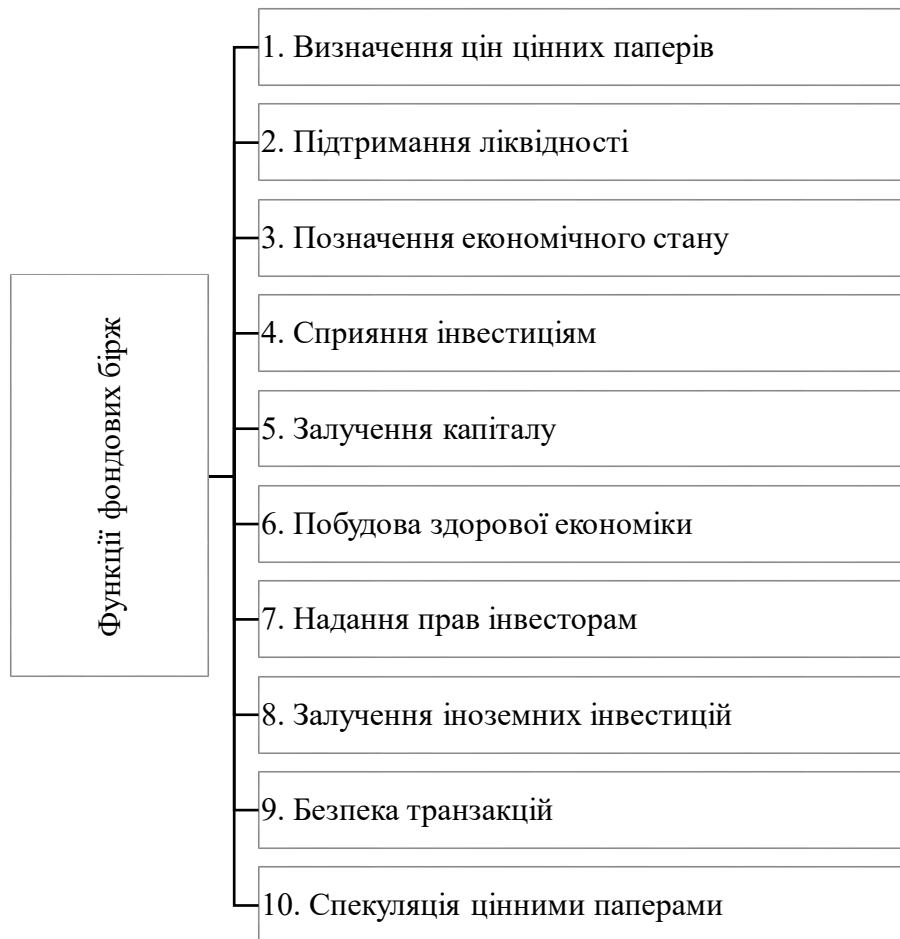 Функції фондових бірж
1. Визначення цін цінних паперів
2. Підтримання ліквідності
3. Позначення економічного стану
4. Сприяння інвестиціям
5. Залучення капіталу
6. Побудова здорової економіки
7. Надання прав інвесторам
8. Залучення іноземних інвестицій
9. Безпека транзакцій
10. Спекуляція цінними паперами